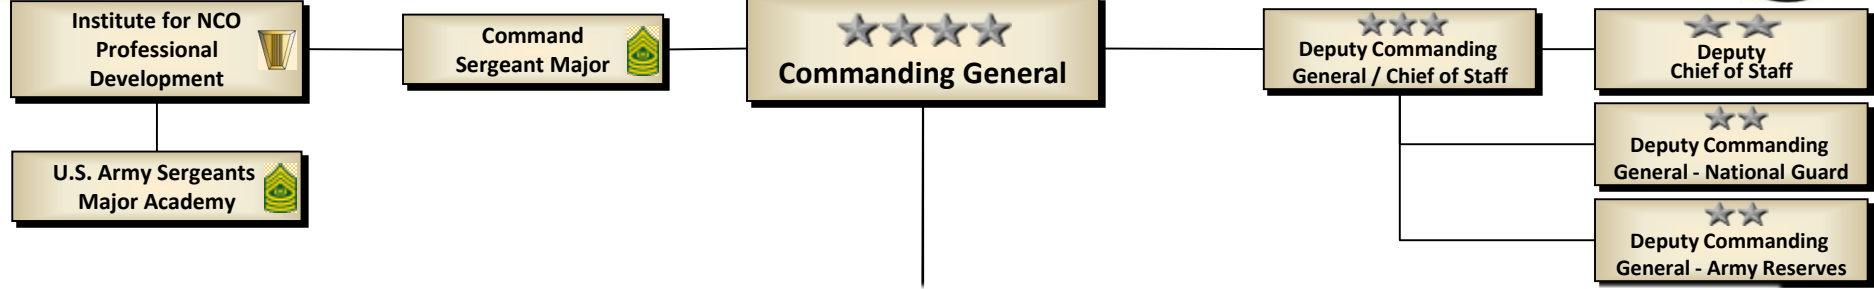 Institute for NCO
Professional
Development
Command
Sergeant Major
Commanding General
Deputy Commanding
General / Chief of Staff
Deputy
Chief of Staff
U.S. Army Sergeants
Major Academy
Deputy Commanding
General - National Guard
Deputy Commanding
General - Army Reserves